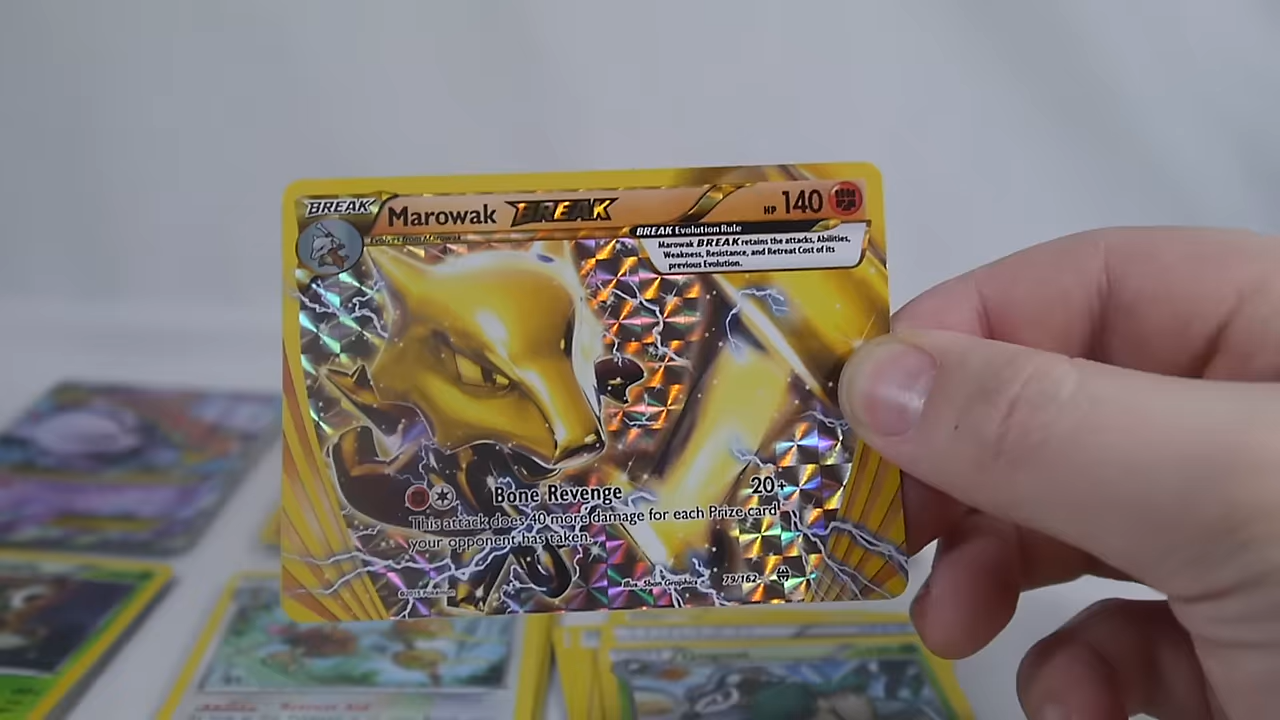 BREAK
Marowak BREAK
HP 140
Evolves from Marowak
BREAK Evolution Rule
Marowak BREAK retains the attacks, Abilities,
Weakness, Resistance, and Retreat Cost of its
previous Evolution.
Bone Revenge 20+
This attack does 40 more damage for each Prize card
your opponent has taken.
©2015 Pokémon
Illus. 5ban Graphics
79/162